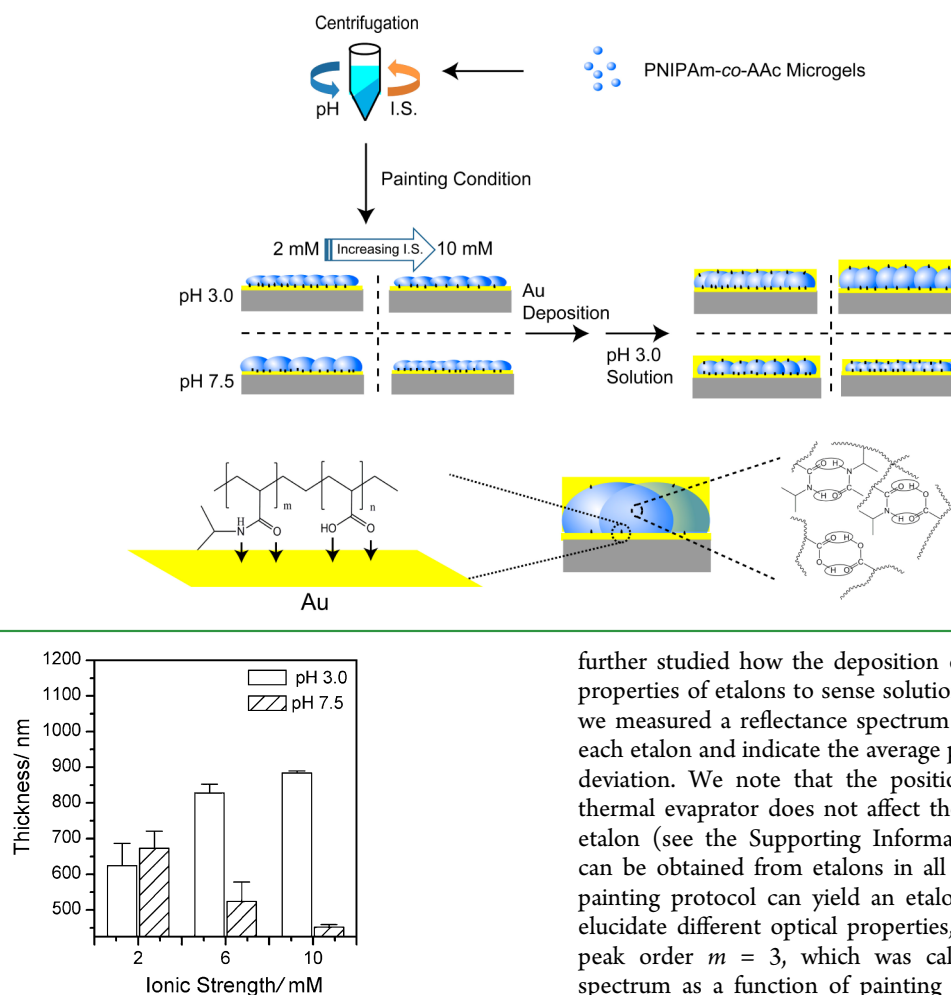 Centrifugation
PNIPAm-co-AAc Microgels
pH I.S.
Painting Condition
2 mM Increasing I.S. 10 mM
pH 3.0
Au
Deposition
pH 3.0
Solution
pH 7.5
m n
H
N O HO O
Au
O H N
N H O
O H O
N H O
O H O
O H O
1200
1100
1000
900
800
700
600
500
Thickness/ nm
pH 3.0
pH 7.5
2 6 10
Ionic Strength/ mM
further studied how the deposition
properties of etalons to sense solution
we measured a reflectance spectrum
each etalon and indicate the average
deviation. We note that the position
thermal evaprator does not affect the
etalon (see the Supporting Informa
can be obtained from etalons in all
painting protocol can yield an etalo
elucidate different optical properties,
peak order m = 3, which was cal
spectrum as a function of painting